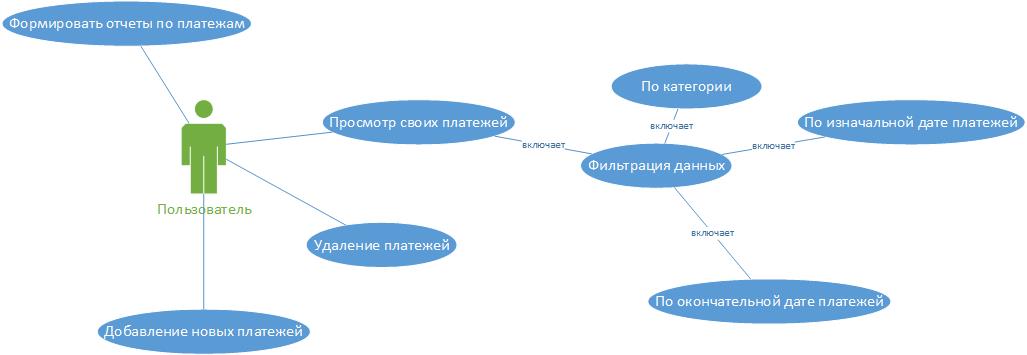 Формировать отчеты по платежам
По категории
Просмотр своих платежей
По изначальной дате платежей
включает
включает
включает
Фильтрация данных
Пользователь
включает
Удаление платежей
По окончательной дате платежей
Добавление новых платежей